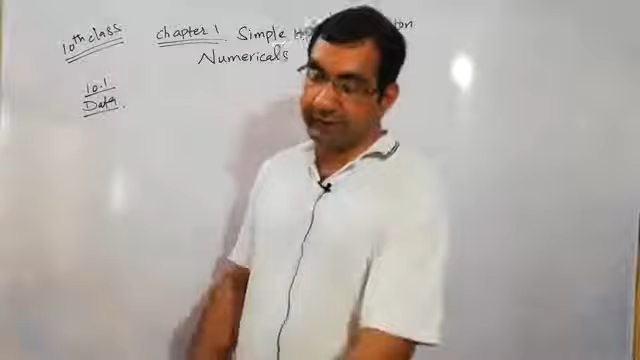 10th class chapter 1 Simple
Numericals
10.1
Data.